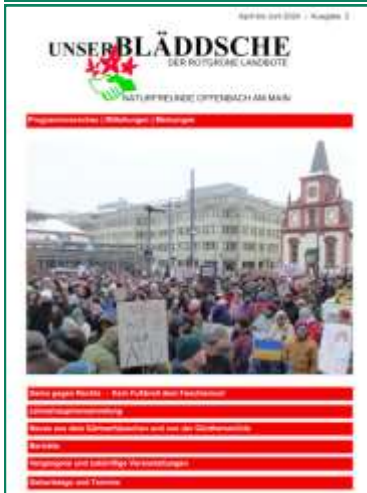 April bis Juni 2024 - Ausgabe 2
UNSER BLÄDDSCHE
DER ROTGRÜNE LANDBOTE
NATURFREUNDE OFFENBACH AM MAIN
Programmvorschau | Mitteilungen | Meinungen
Demo gegen Rechts - Kein Fußbreit dem Faschismus!
Jahreshauptversammlung
Neues aus dem
und von der
Berichte
Vergangene und zukünftige Veranstaltungen
Geburtstage und Termine